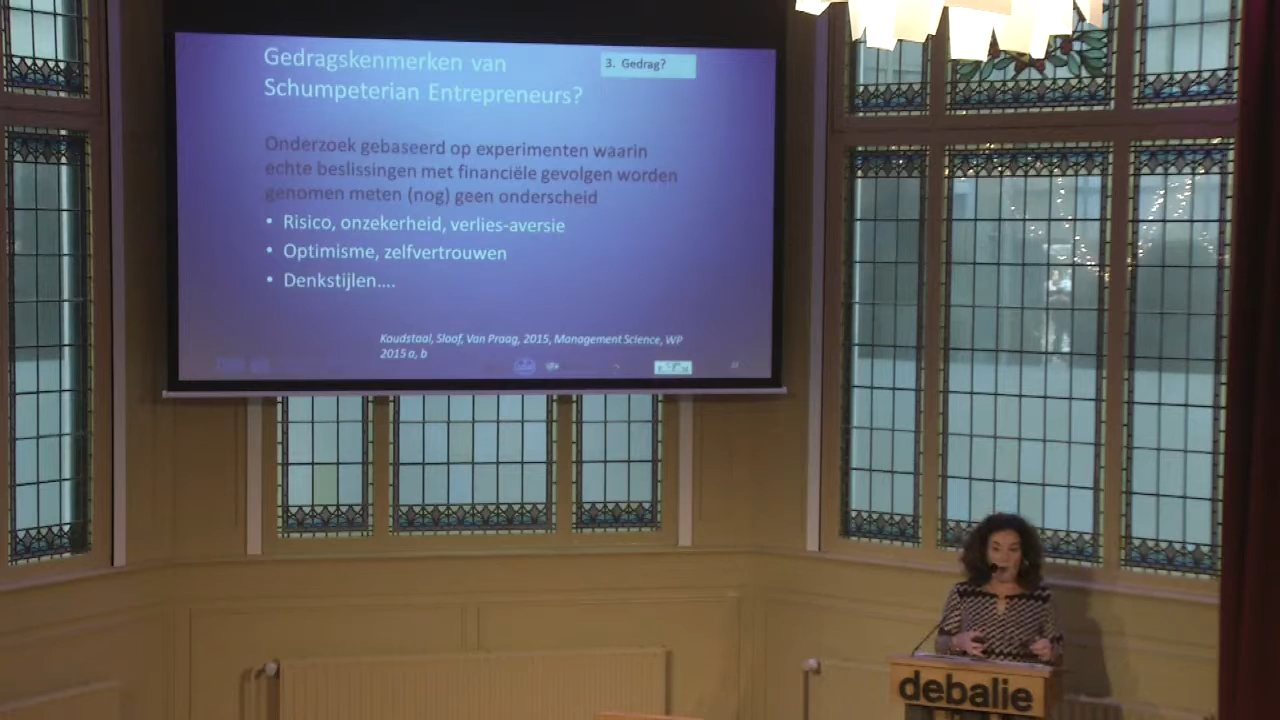 Gedragskenmerken van
Schumpeterian Entrepreneurs?
3. Gedrag?
Onderzoek gebaseerd op experimenten waarin
echte beslissingen met financiële gevolgen worden
genomen meten (nog) geen onderscheid
• Risico, onzekerheid, verlies-aversie
• Optimisme, zelfvertrouwen
• Denkstijlen....
Koudstaal, Sloof, Van Praag, 2015, Management Science, WP
2015 a, b
debalie